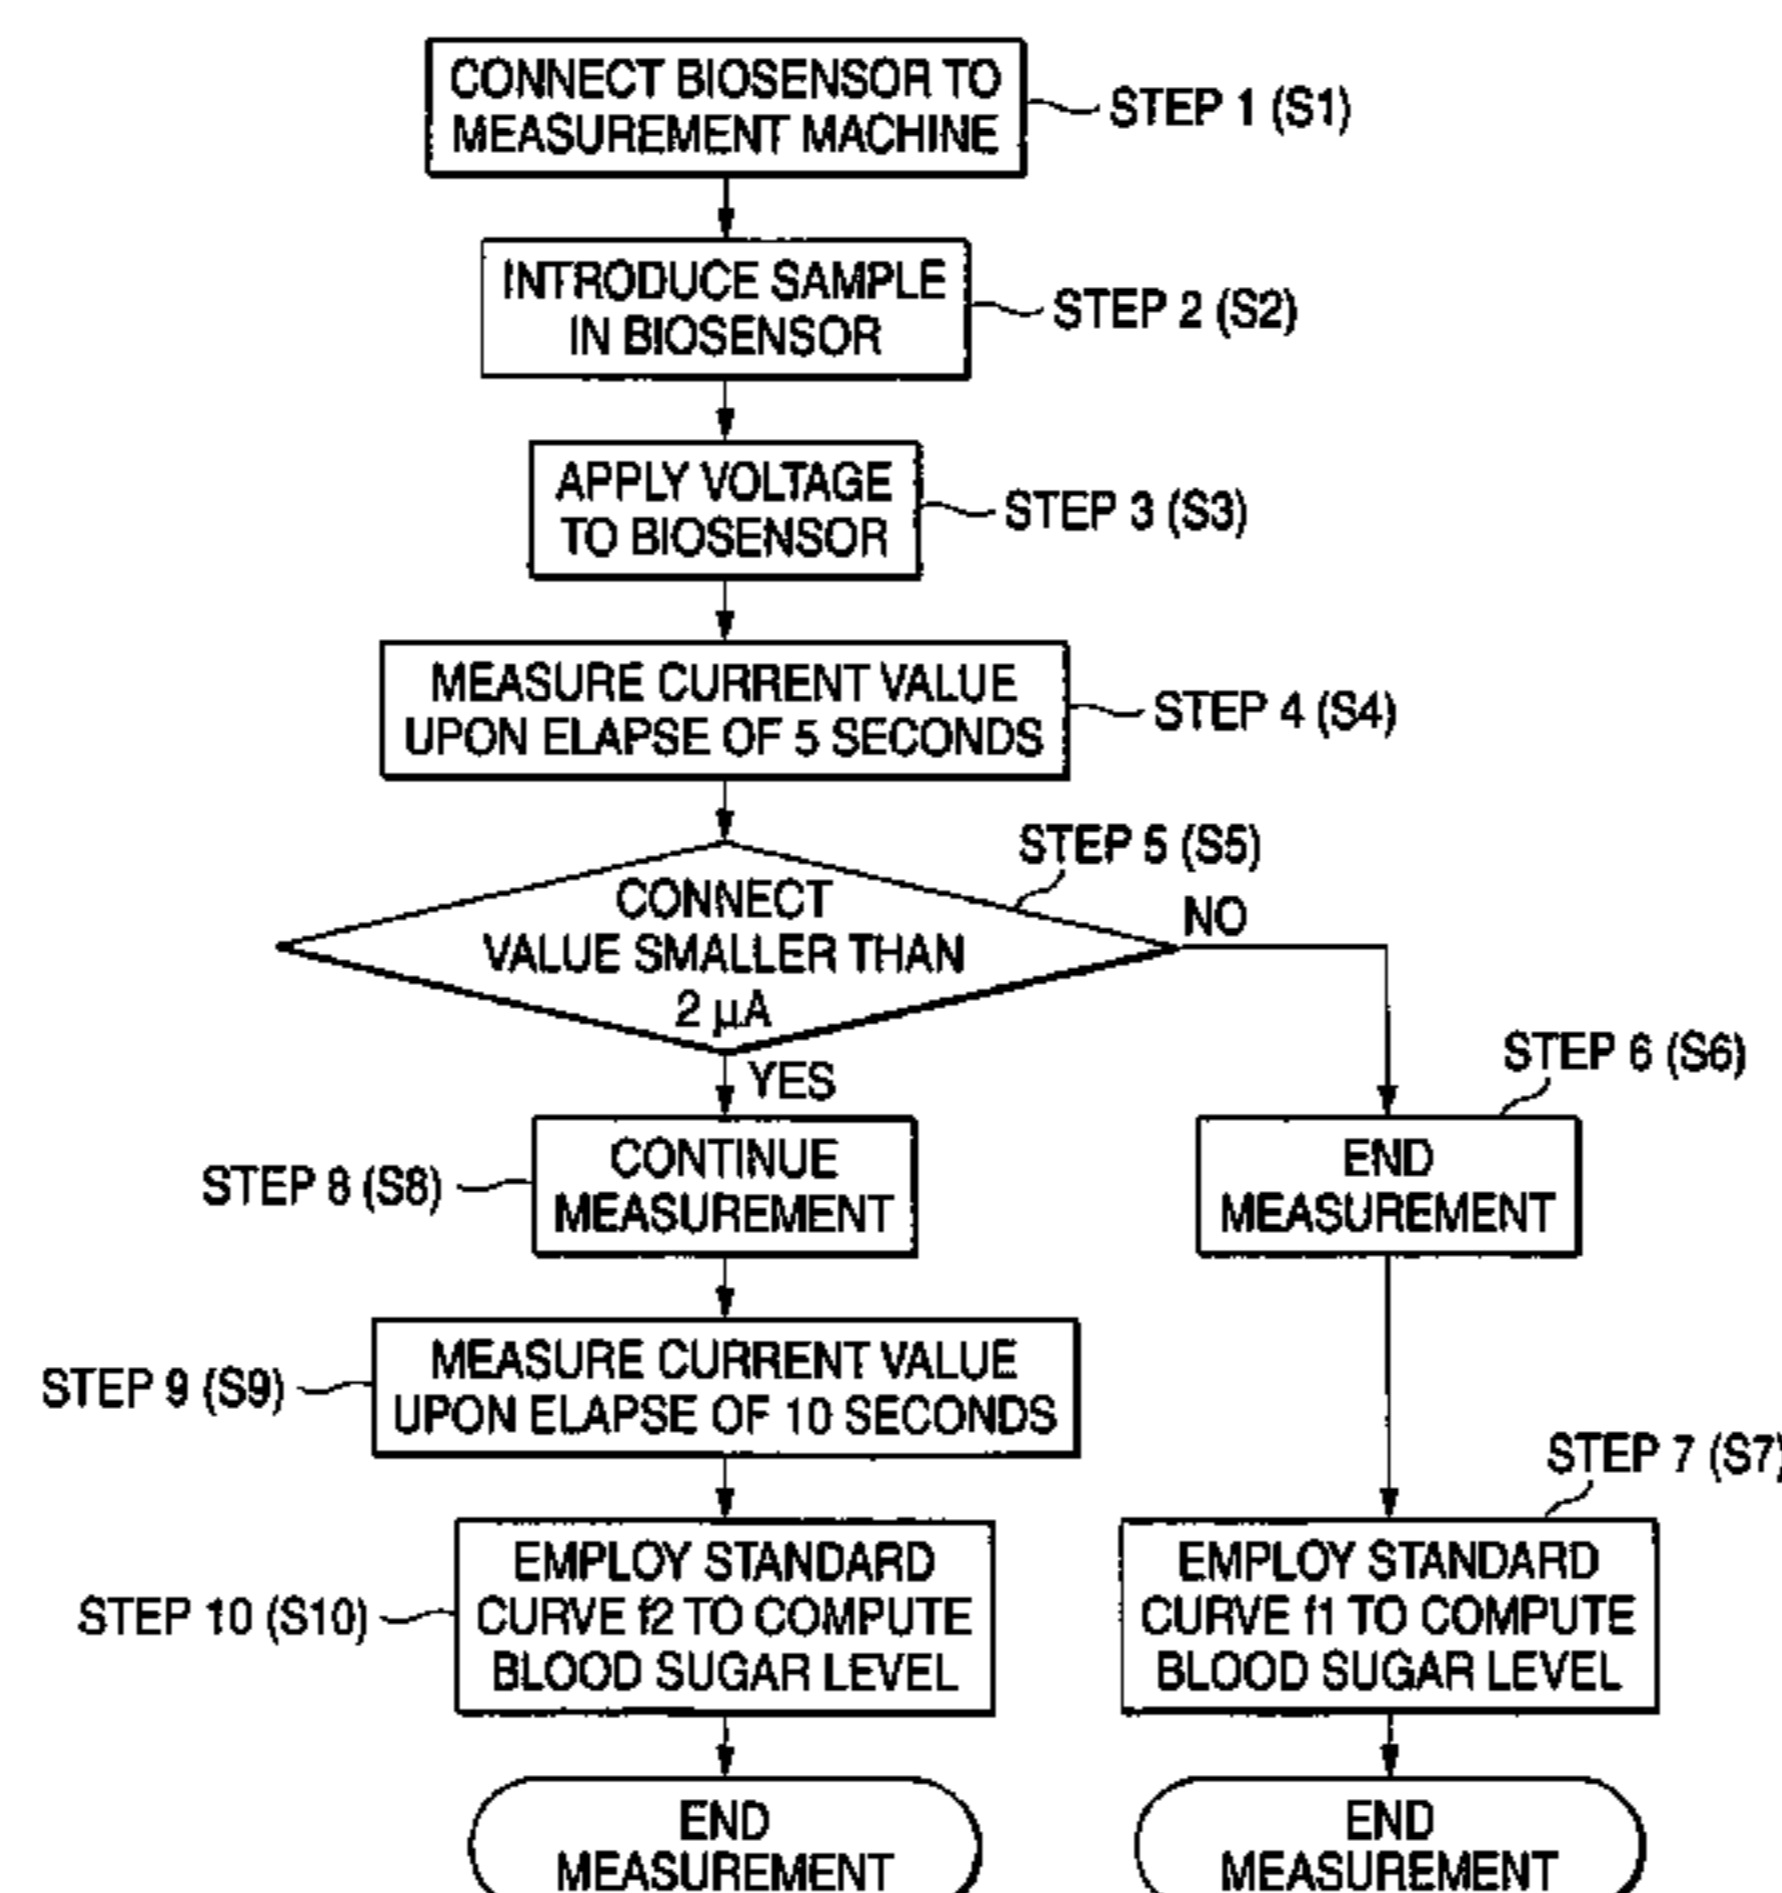 CONNECT BIOSENSOR TO
MEASUREMENT MACHINE
STEP 1 (S1)
INTRODUCE SAMPLE
IN BIOSENSOR
STEP 2 (S2)
APPLY VOLTAGE
TO BIOSENSOR
STEP 3 (S3)
MEASURE CURRENT VALUE
UPON ELAPSE OF 5 SECONDS
STEP 4 (S4)
STEP 5 (S5)
CONNECT
VALUE SMALLER THAN
2 µA
NO
YES
STEP 6 (S6)
END
MEASUREMENT
STEP 8 (S8)
CONTINUE
MEASUREMENT
STEP 9 (S9)
MEASURE CURRENT VALUE
UPON ELAPSE OF 10 SECONDS
STEP 7 (S7)
EMPLOY STANDARD
CURVE f1 TO COMPUTE
BLOOD SUGAR LEVEL
STEP 10 (S10)
EMPLOY STANDARD
CURVE f2 TO COMPUTE
BLOOD SUGAR LEVEL
END
MEASUREMENT
END
MEASUREMENT